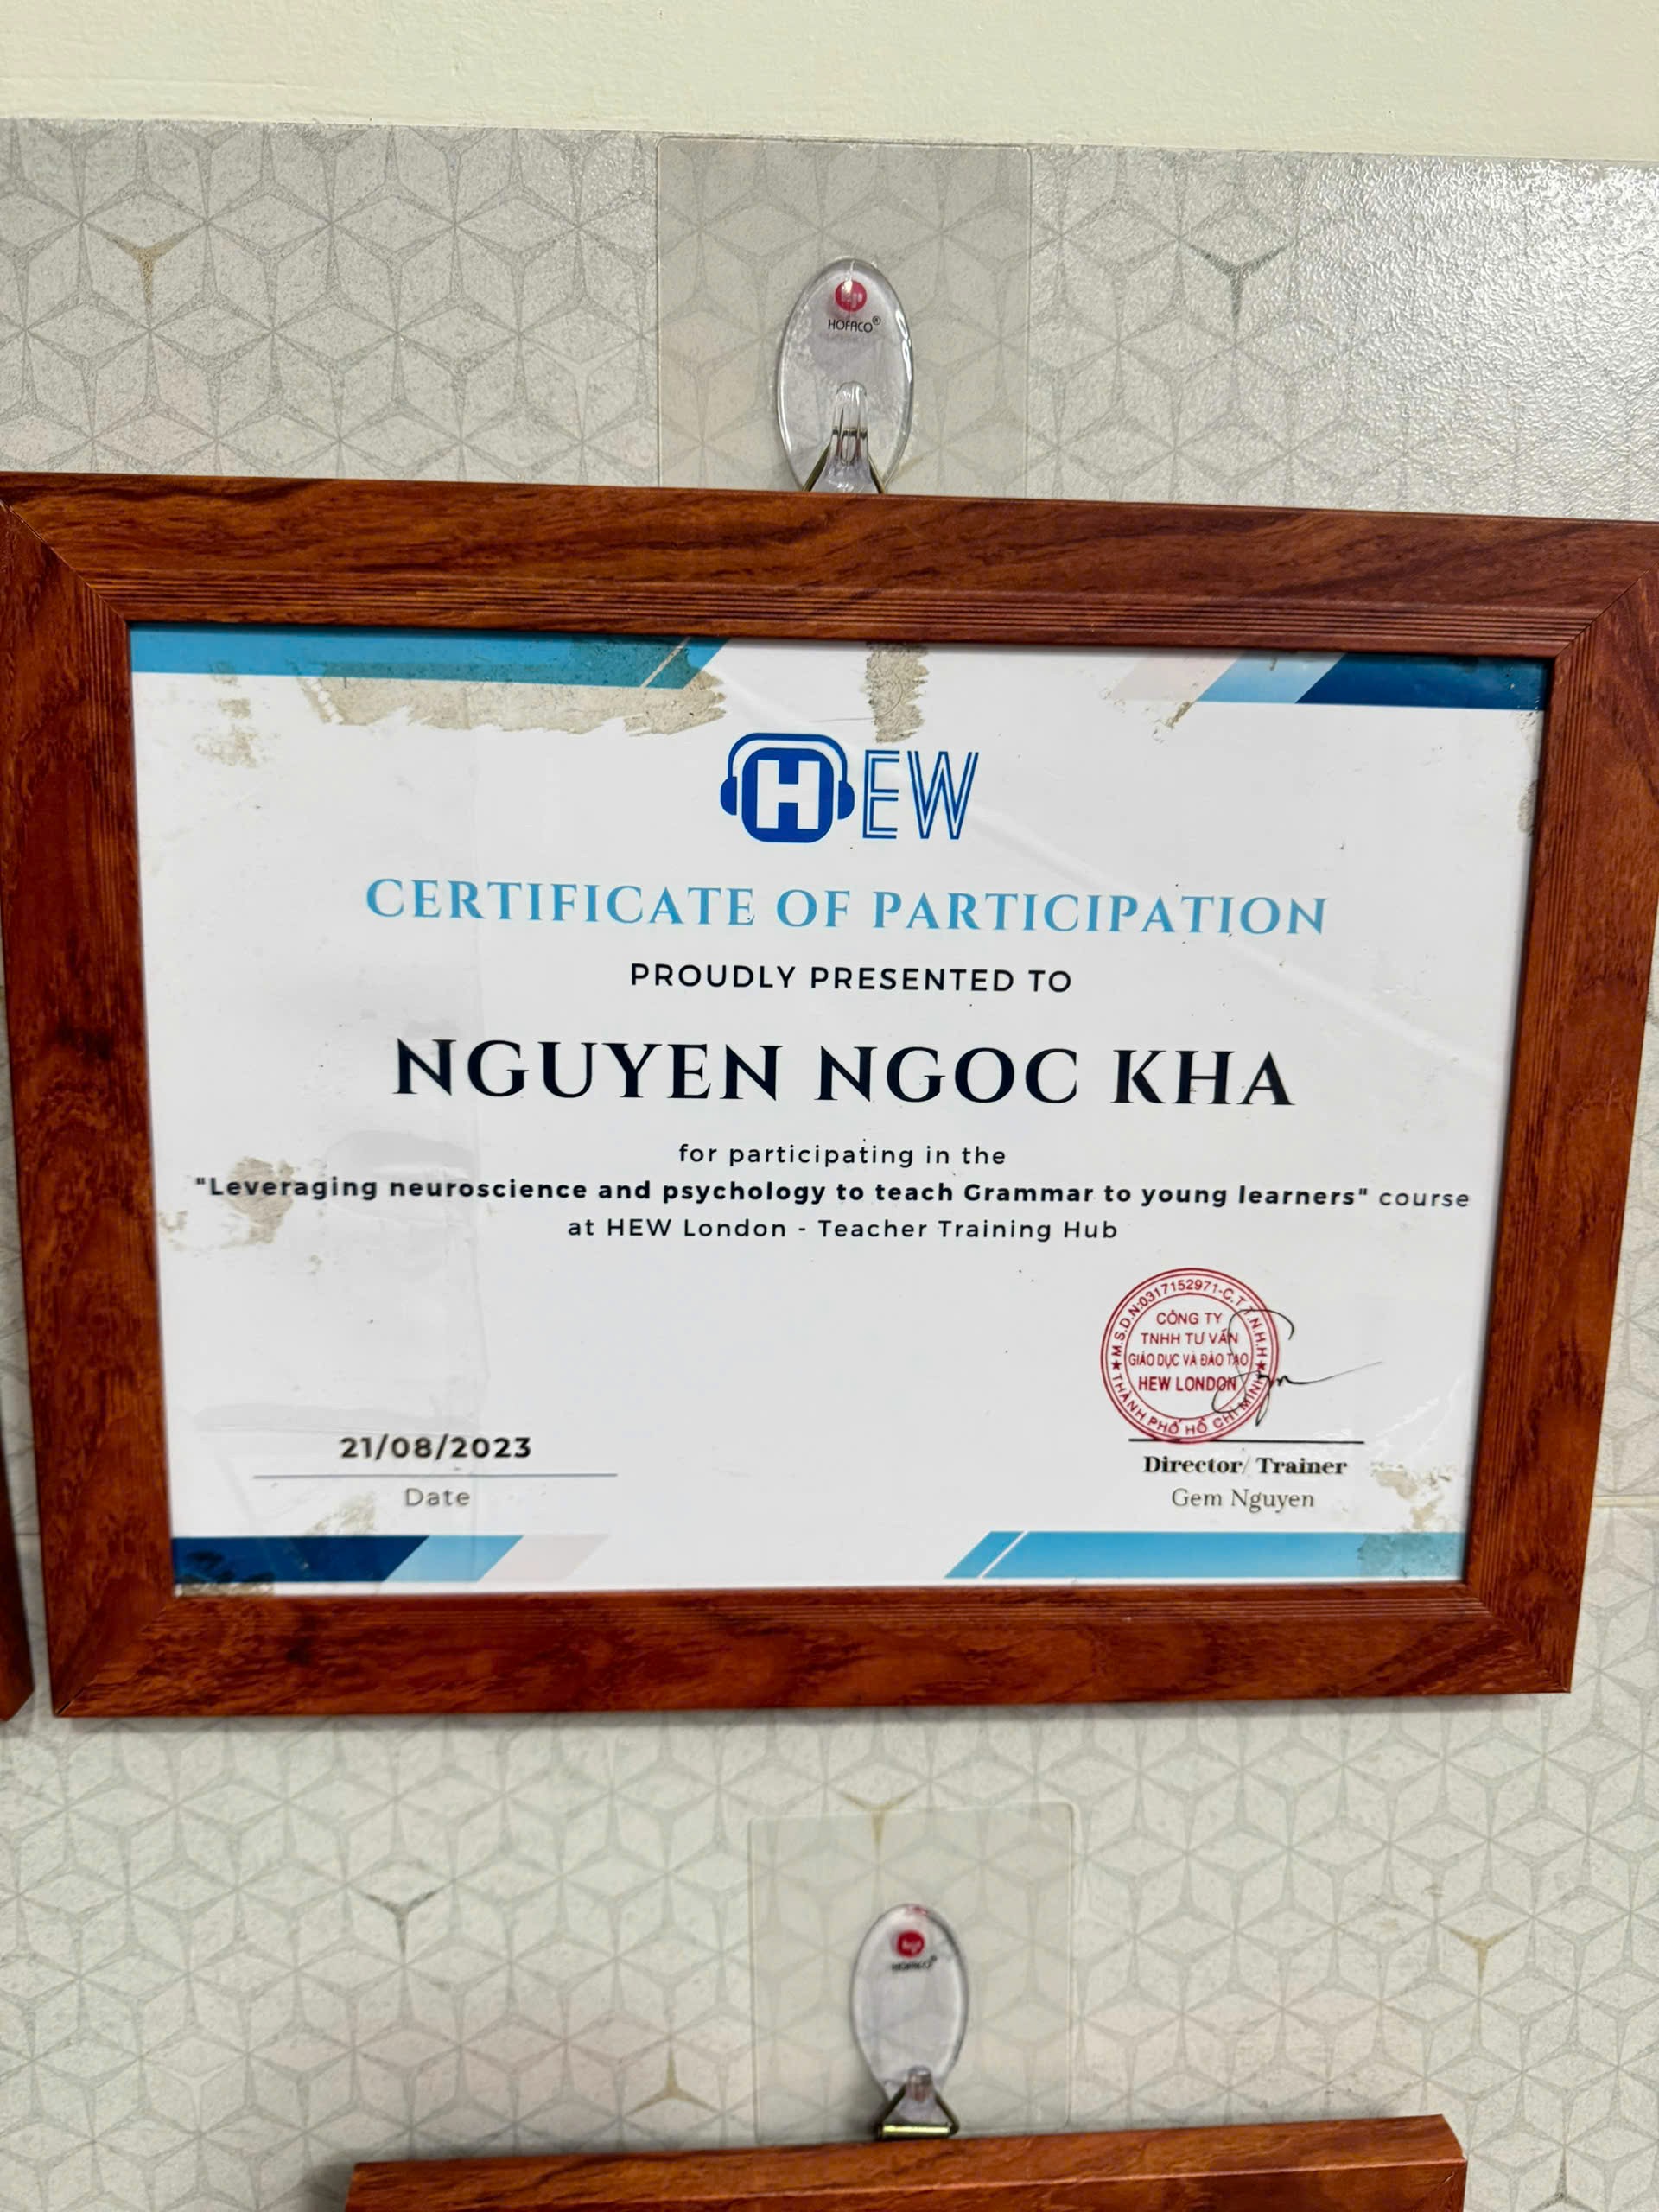 HOFACO®
HEW
CERTIFICATE OF PARTICIPATION
PROUDLY PRESENTED TO
NGUYEN NGOC KHA
for participating in the
"Leveraging neuroscience and psychology to teach Grammar to young learners" course
at HEW London - Teacher Training Hub
M.S.D.N:0317152971-C.T.T.N.H.H
CÔNG TY
TNHH TƯ VẤN
GIÁO DỤC VÀ ĐÀO TẠO
HEW LONDON
THÀNH PHỐ HỒ CHÍ MINH
21/08/2023
Date
Director/ Trainer
Gem Nguyen
HOFACO®